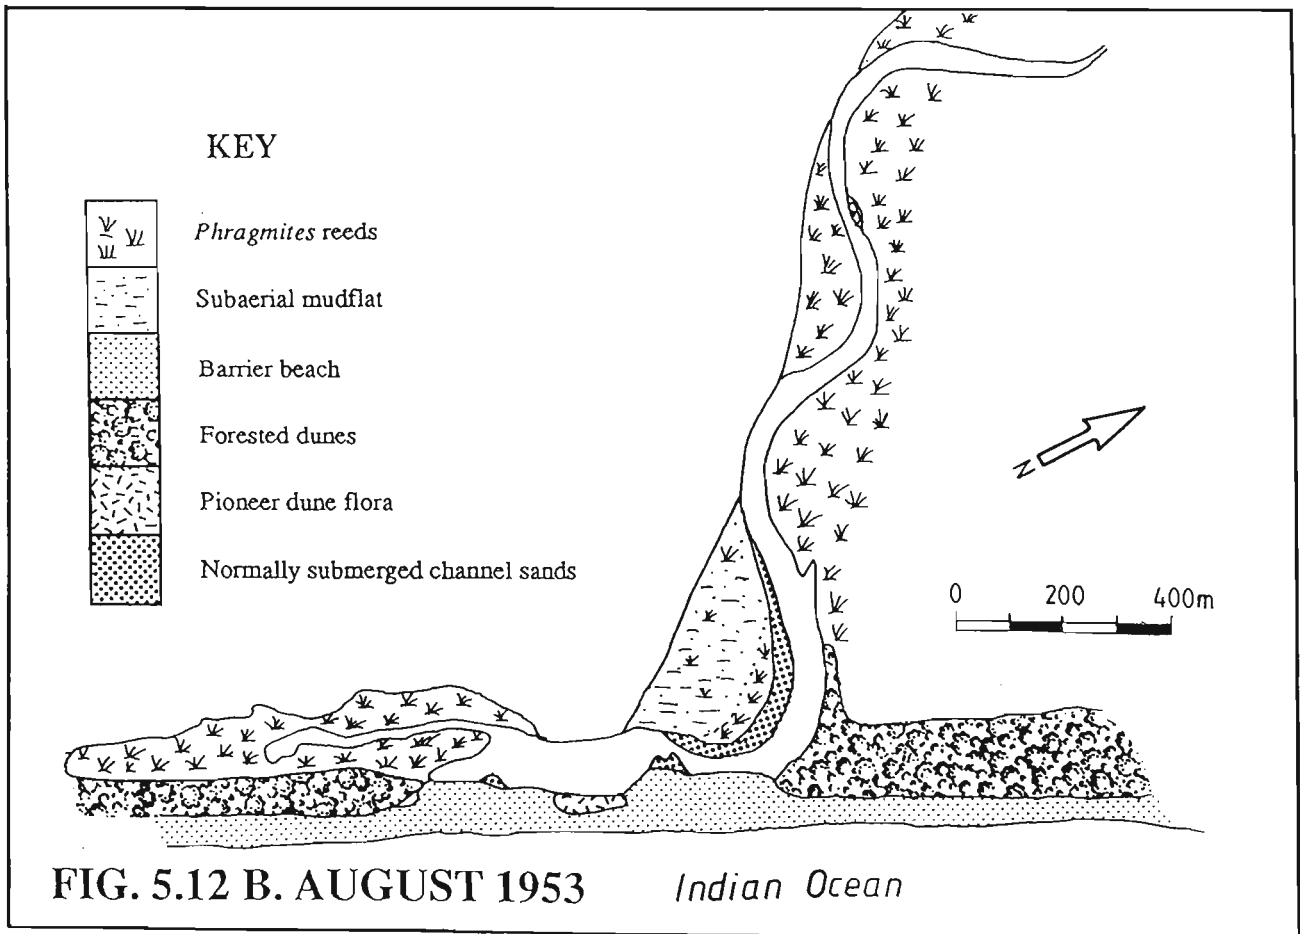 KEY
Phragmites reeds
Subaerial mudflat
Barrier beach
Forested dunes
Pioneer dune flora
Normally submerged channel sands
N
0 200 400m
FIG. 5.12 B. AUGUST 1953
Indian Ocean